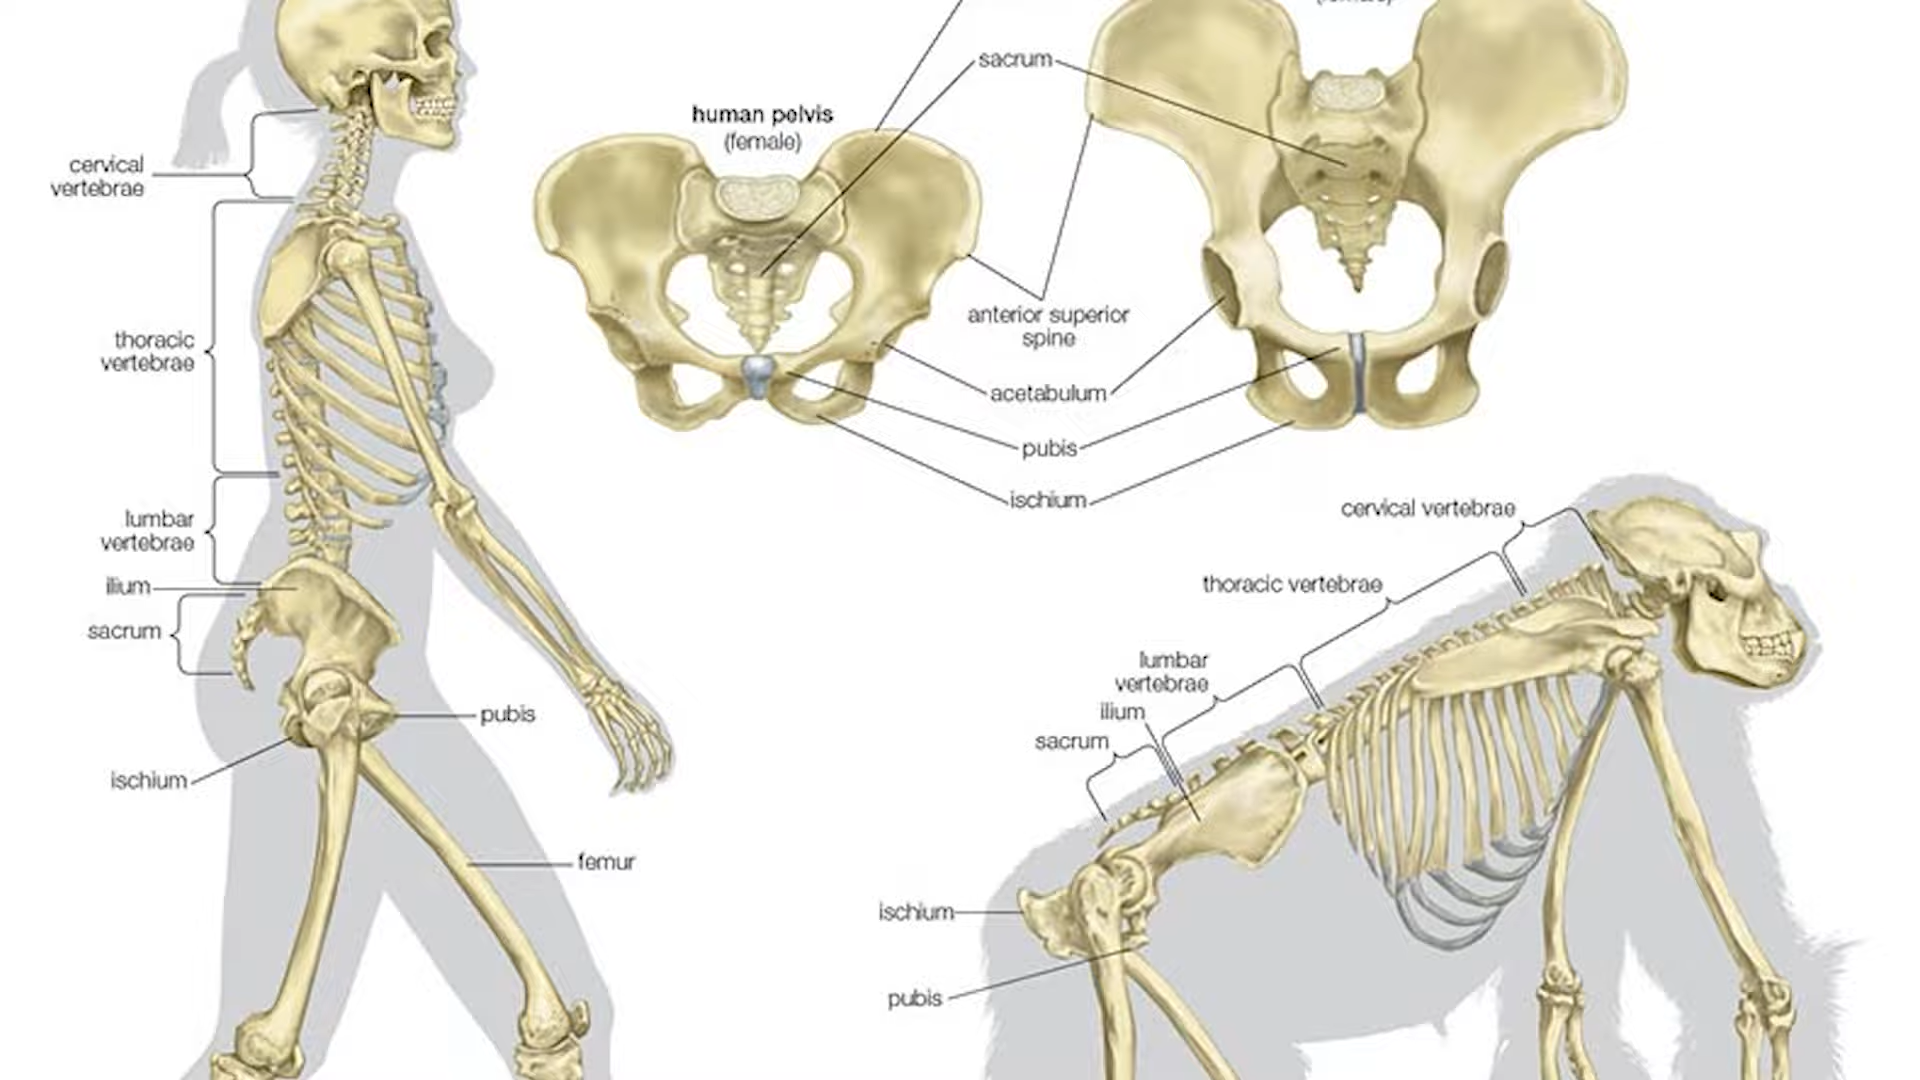 (female)
sacrum
human pelvis
(female)
cervical
vertebrae
thoracic
vertebrae
anterior superior
spine
acetabulum
pubis
ischium
lumbar
vertebrae
ilium
sacrum
pubis
ischium
femur
cervical vertebrae
thoracic vertebrae
lumbar
vertebrae
ilium
sacrum
ischium
pubis